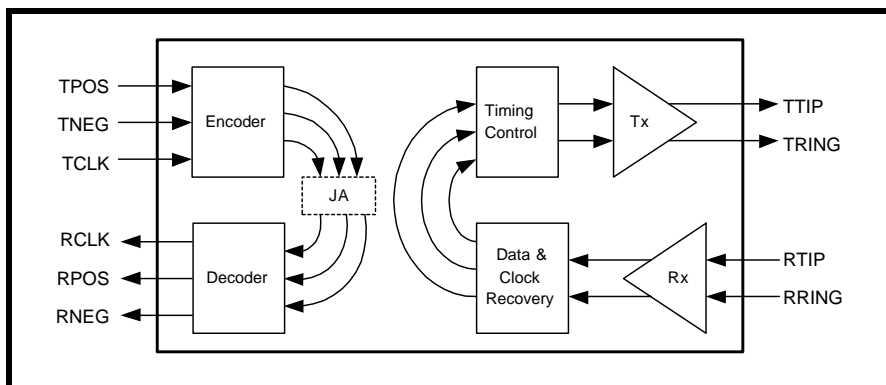 TPOS
TNEG
TCLK
Encoder
JA
RCLK
RPOS
RNEG
Decoder
Timing
Control
Tx
TTIP
TRING
Data &
Clock
Recovery
Rx
RTIP
RRING